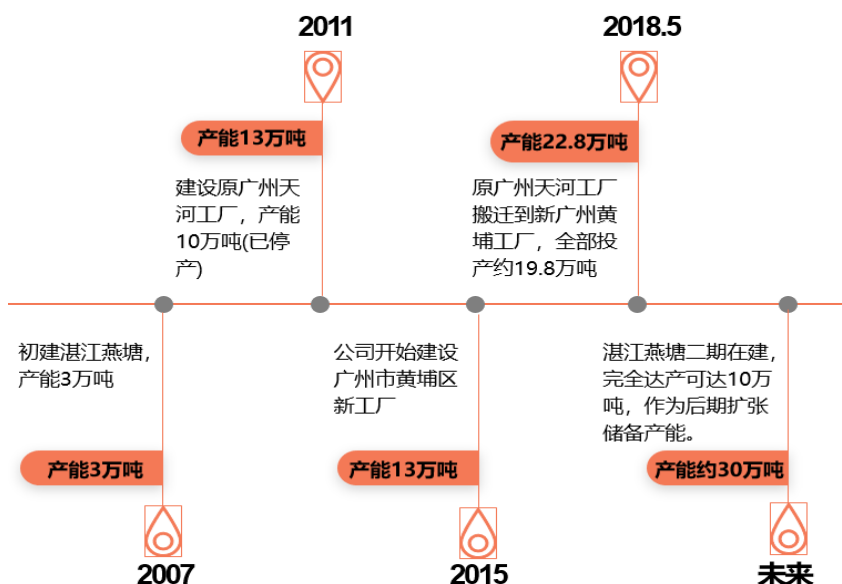 2011
2018.5
产能13万吨
产能22.8万吨
建设原广州天
河工厂，产能
10万吨(已停
产)
原广州天河工厂
搬迁到新广州黄
埔工厂，全部投
产约19.8万吨
初建湛江燕塘，
产能3万吨
公司开始建设
广州市黄埔区
新工厂
湛江燕塘二期在建，
完全达产可达10万
吨，作为后期扩张
储备产能。
产能3万吨
产能13万吨
产能约30万吨
2007
2015
未来